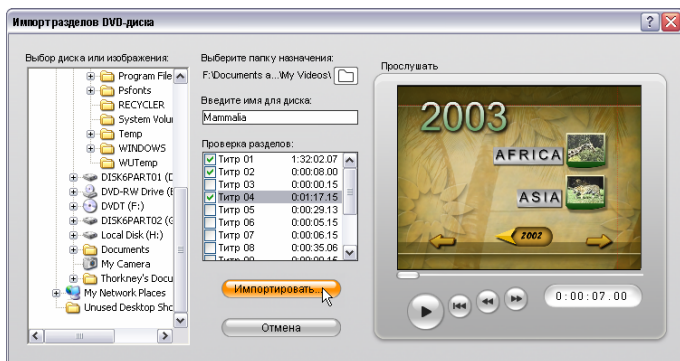 Импорт разделов DVD-диска
Выбор диска или изображения:
Program File
Psfonts
RECYCLER
System Volu
Temp
WINDOWS
WUTemp
DISK6PART01 (D
DVD-RW Drive (E
DVDT (F:)
DISK6PART02 (G
Local Disk (H:)
Documents
My Camera
Thorkney's Docu
My Network Places
Unused Desktop Shc
Выберите папку назначения:
F:\Documents a...\My Videos\
Введите имя для диска:
Mammalia
Проверка разделов:
Титр 01 1:32:02.07
Титр 02 0:00:08.00
Титр 03 0:00:00.15
Титр 04 0:01:17.15
Титр 05 0:00:29.13
Титр 06 0:00:05.15
Титр 07 0:00:06.15
Титр 08 0:00:35.06
Импортировать...
Отмена
Прослушать
2003
AFRICA
ASIA
2002
0:00:07.00